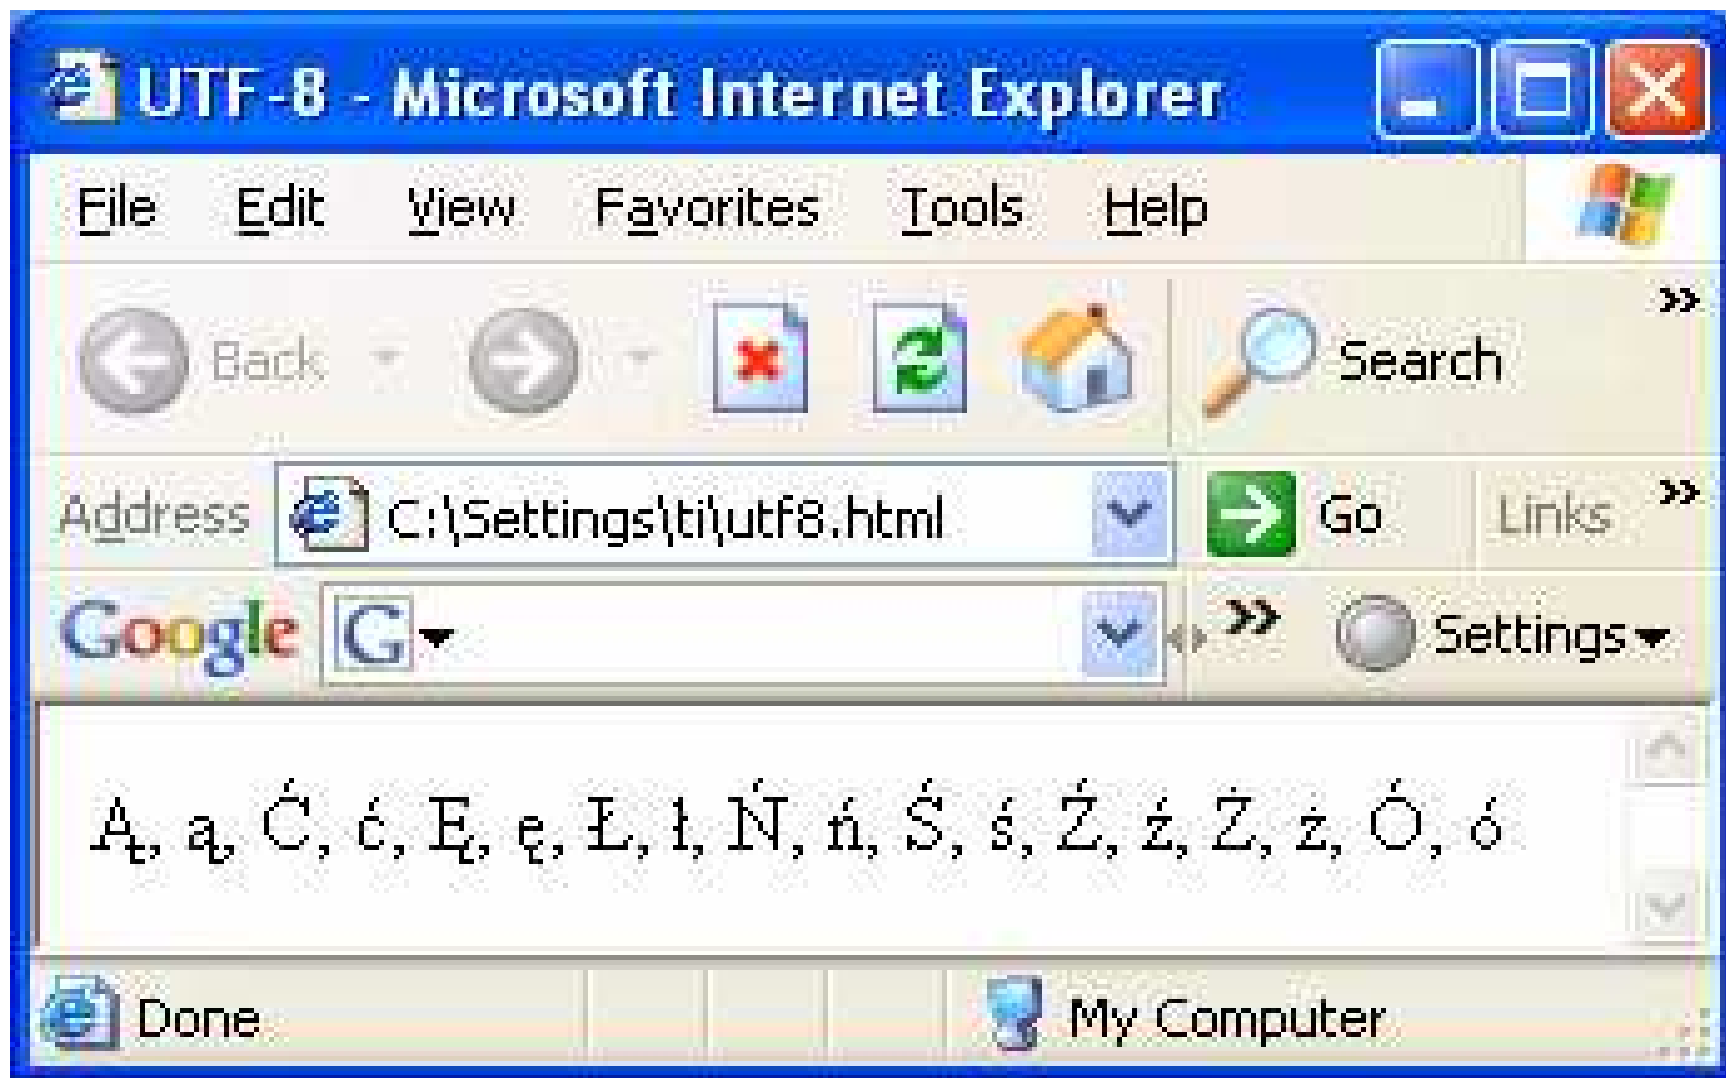 UTF-8 - Microsoft Internet Explorer
File Edit View Favorites Tools Help
Back Search »
Address C:\Settings\ti\utf8.html Go Links »
Google G » Settings
Ą, ą, Ć, ć, Ę, ę, Ł, ł, Ń, ń, Ś, ś, Ź, ź, Ż, ż, Ó, ó
Done My Computer